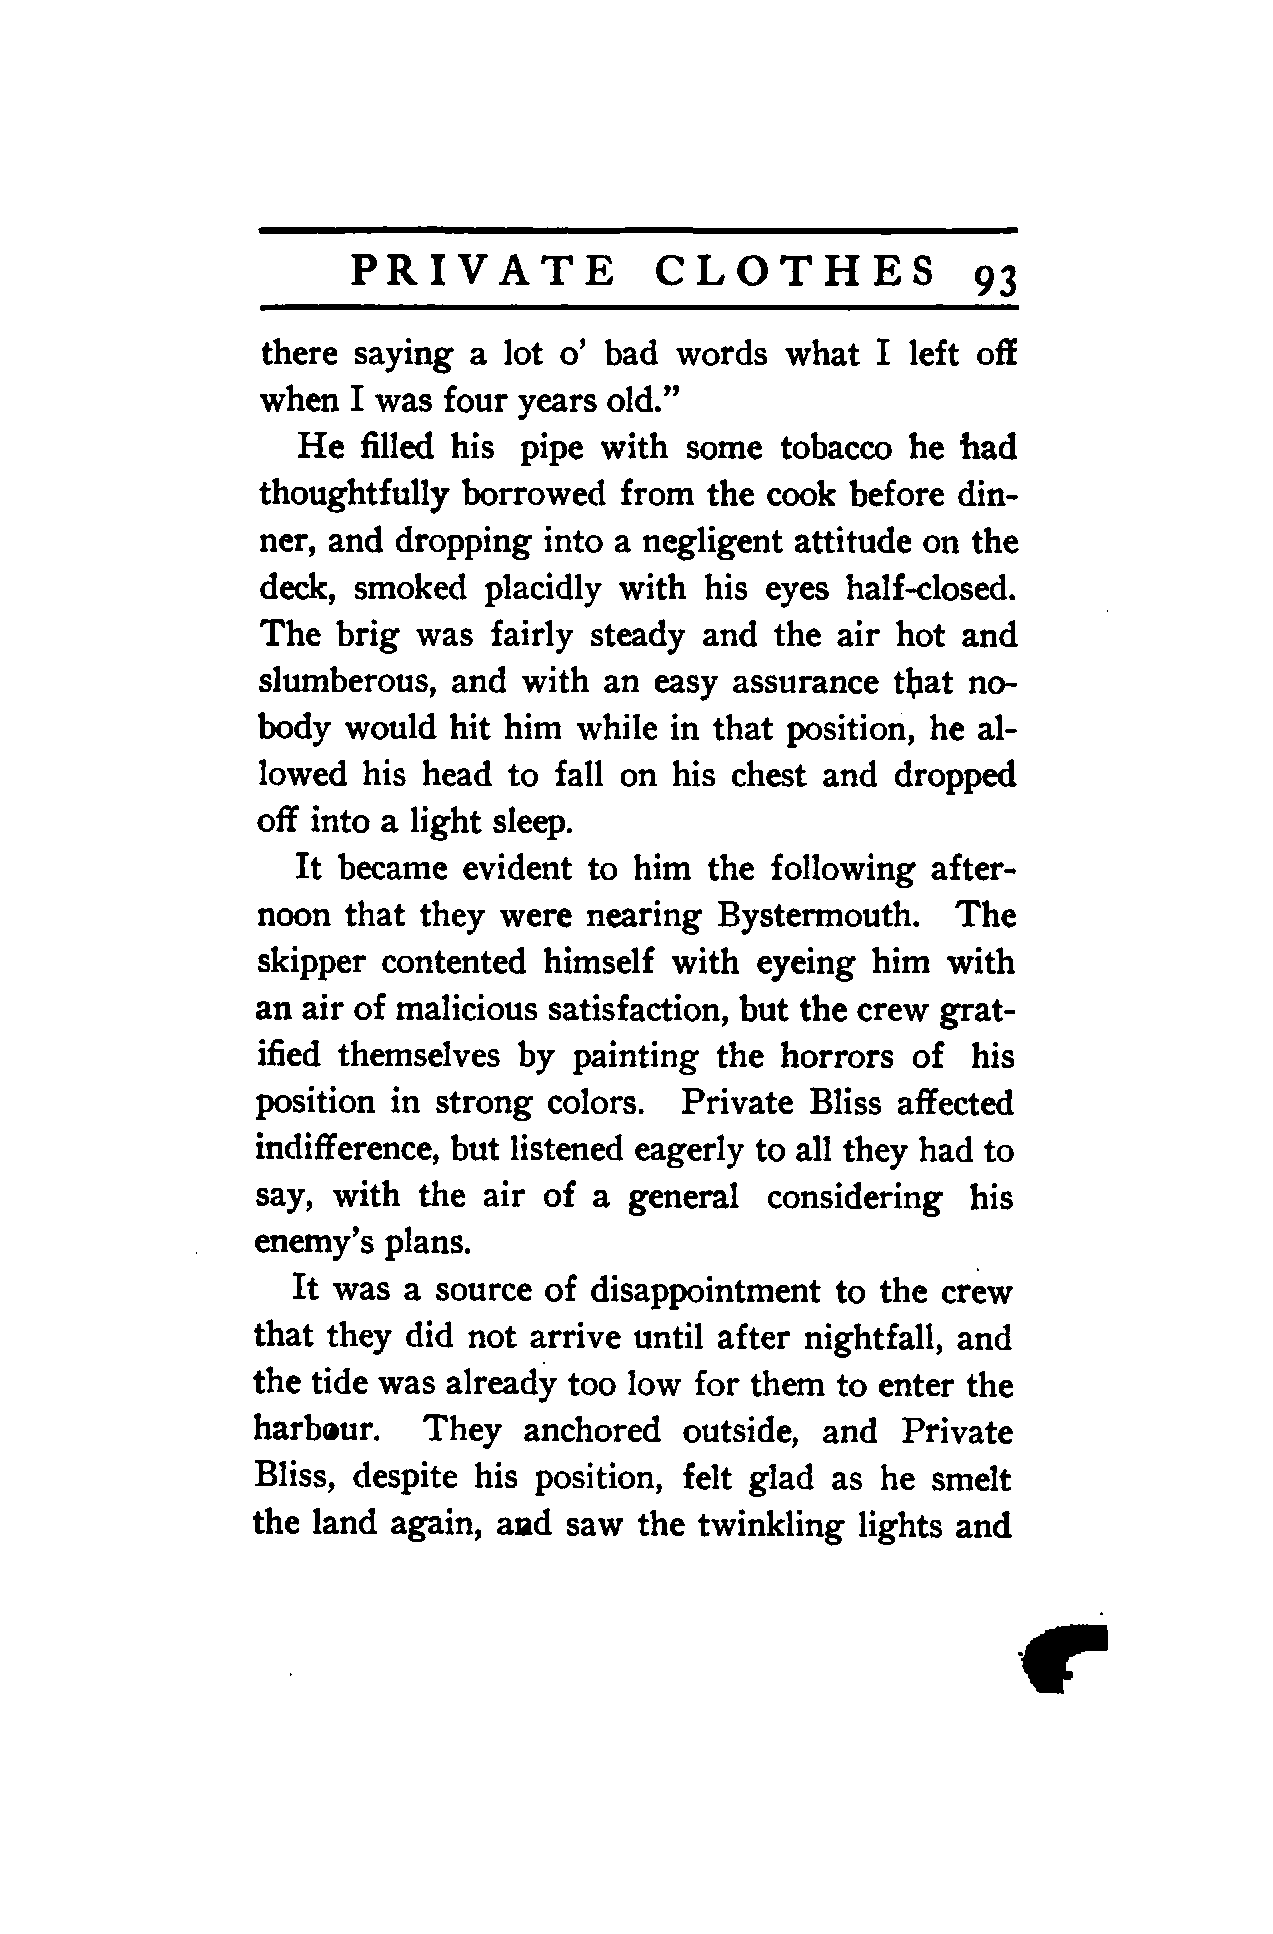 PRIVATE CLOTHES 93
there saying a lot o' bad words what I left off
when I was four years old."
He filled his pipe with some tobacco he had
thoughtfully borrowed from the cook before din-
ner, and dropping into a negligent attitude on the
deck, smoked placidly with his eyes half-closed.
The brig was fairly steady and the air hot and
slumberous, and with an easy assurance that no-
body would hit him while in that position, he al-
lowed his head to fall on his chest and dropped
off into a light sleep.
It became evident to him the following after-
noon that they were nearing Bystermouth. The
skipper contented himself with eyeing him with
an air of malicious satisfaction, but the crew grat-
ified themselves by painting the horrors of his
position in strong colors. Private Bliss affected
indifference, but listened eagerly to all they had to
say, with the air of a general considering his
enemy's plans.
It was a source of disappointment to the crew
that they did not arrive until after nightfall, and
the tide was already too low for them to enter the
harbour. They anchored outside, and Private
Bliss, despite his position, felt glad as he smelt
the land again, and saw the twinkling lights and